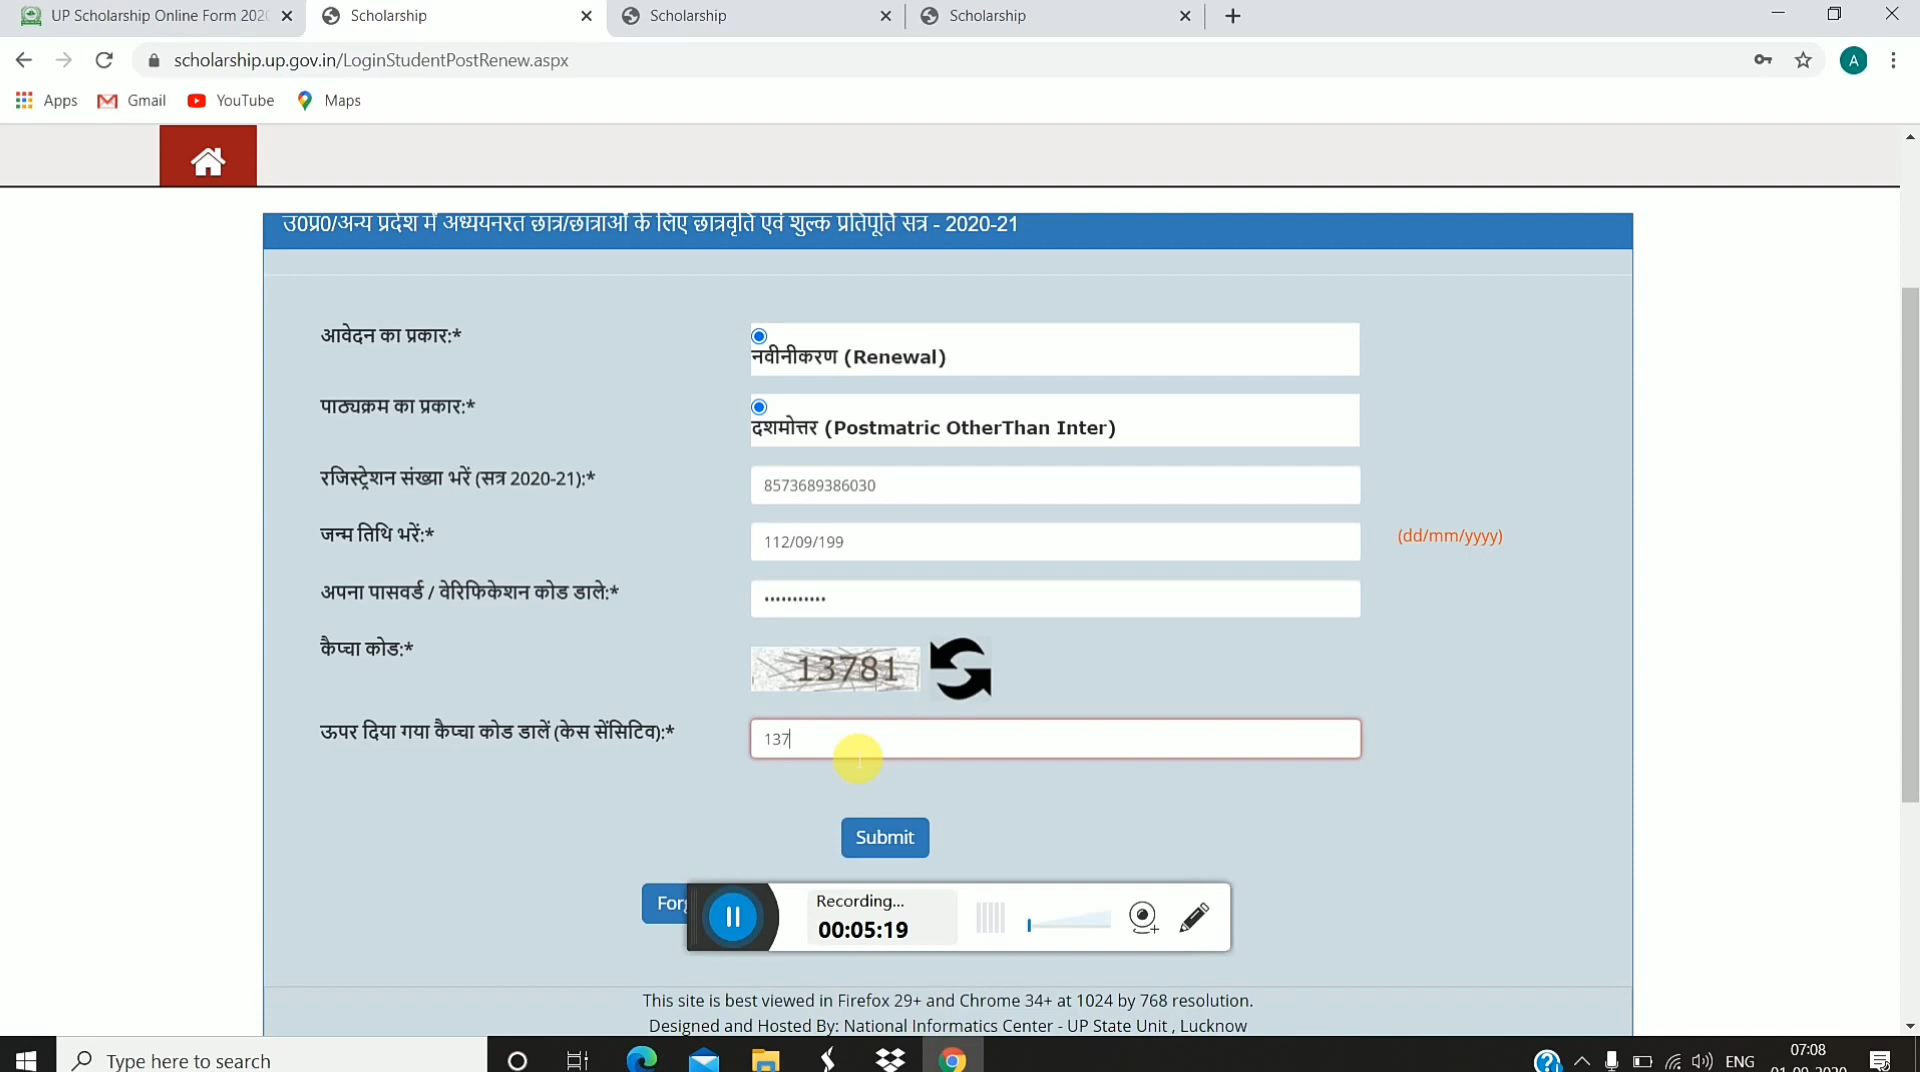 UP Scholarship Online Form 202
Scholarship
Scholarship
Scholarship
scholarship.up.gov.in/LoginStudentPostRenew.aspx
A
Apps
Gmail
YouTube
Maps
उ0प्र0/अन्य प्रदेश में अध्ययनरत छात्र/छात्राओं के लिए छात्रवृति एवं शुल्क प्रतिपूर्ति सत्र - 2020-21
आवेदन का प्रकार:*
नवीनीकरण (Renewal)
पाठ्यक्रम का प्रकार:*
दशमोत्तर (Postmatric OtherThan Inter)
रजिस्ट्रेशन संख्या भरें (सत्र 2020-21):*
8573689386030
जन्म तिथि भरें:*
112/09/199
(dd/mm/yyyy)
अपना पासवर्ड / वेरिफिकेशन कोड डाले:*
•••••••••••
कैप्चा कोड:*
13781
ऊपर दिया गया कैप्चा कोड डालें (केस सेंसिटिव):*
137
Submit
Forg
Recording...
00:05:19
This site is best viewed in Firefox 29+ and Chrome 34+ at 1024 by 768 resolution.
Designed and Hosted By: National Informatics Center - UP State Unit , Lucknow
Type here to search
ENG
07:08
01-09-2020